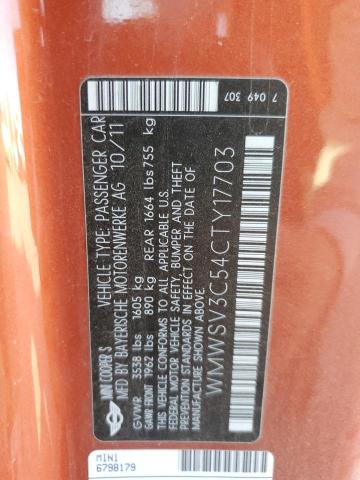 7 049 307
MINI COOPER S VEHICLE TYPE: PASSENGER CAR
MFD BY BAYERISCHE MOTORENWERKE AG 10/11
GVWR 3538 lbs 1605 kg
GAWR FRONT 1962 lbs 890 kg REAR 1664 lbs 755 kg
THIS VEHICLE CONFORMS TO ALL APPLICABLE U.S.
FEDERAL MOTOR VEHICLE SAFETY, BUMPER, AND THEFT
PREVENTION STANDARDS IN EFFECT ON THE DATE OF
MANUFACTURE SHOWN ABOVE.
WMWSV3C54CTY17703
MINI
6798179